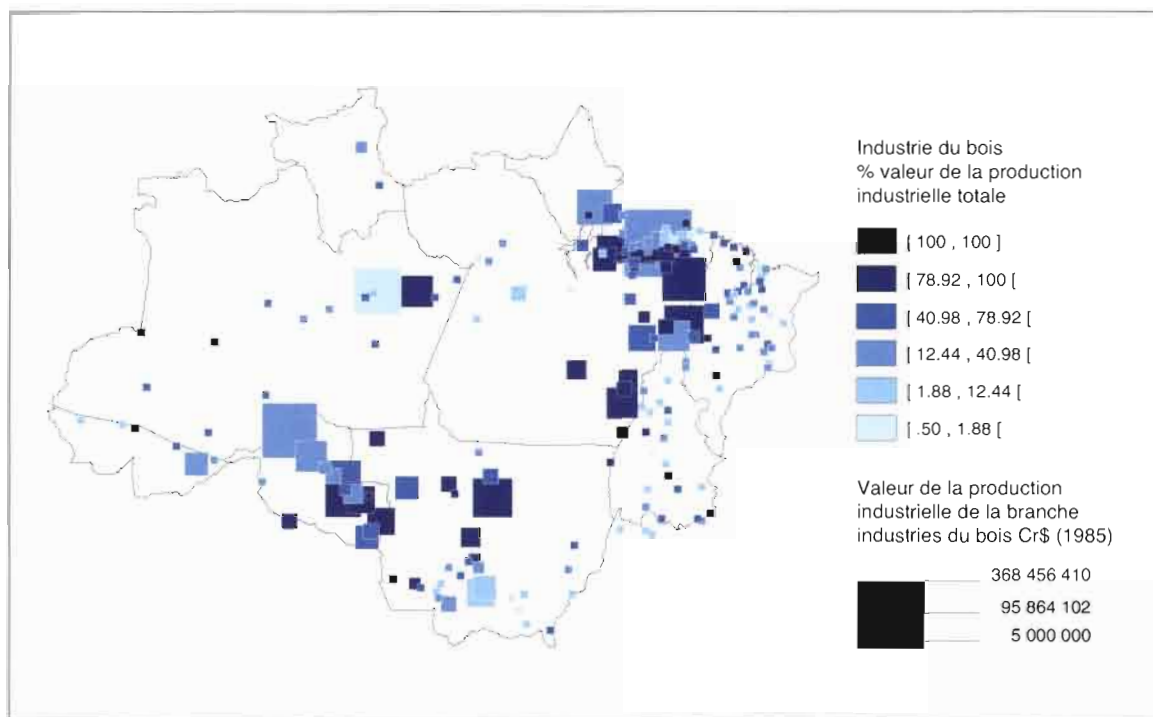 Industrie du bois
% valeur de la production
industrielle totale
[ 100 , 100 ]
[ 78.92 , 100 [
[ 40.98 , 78.92 [
[ 12.44 , 40.98 [
[ 1.88 , 12.44 [
[ .50 , 1.88 [
Valeur de la production
industrielle de la branche
industries du bois Cr$ (1985)
368 456 410
95 864 102
5 000 000